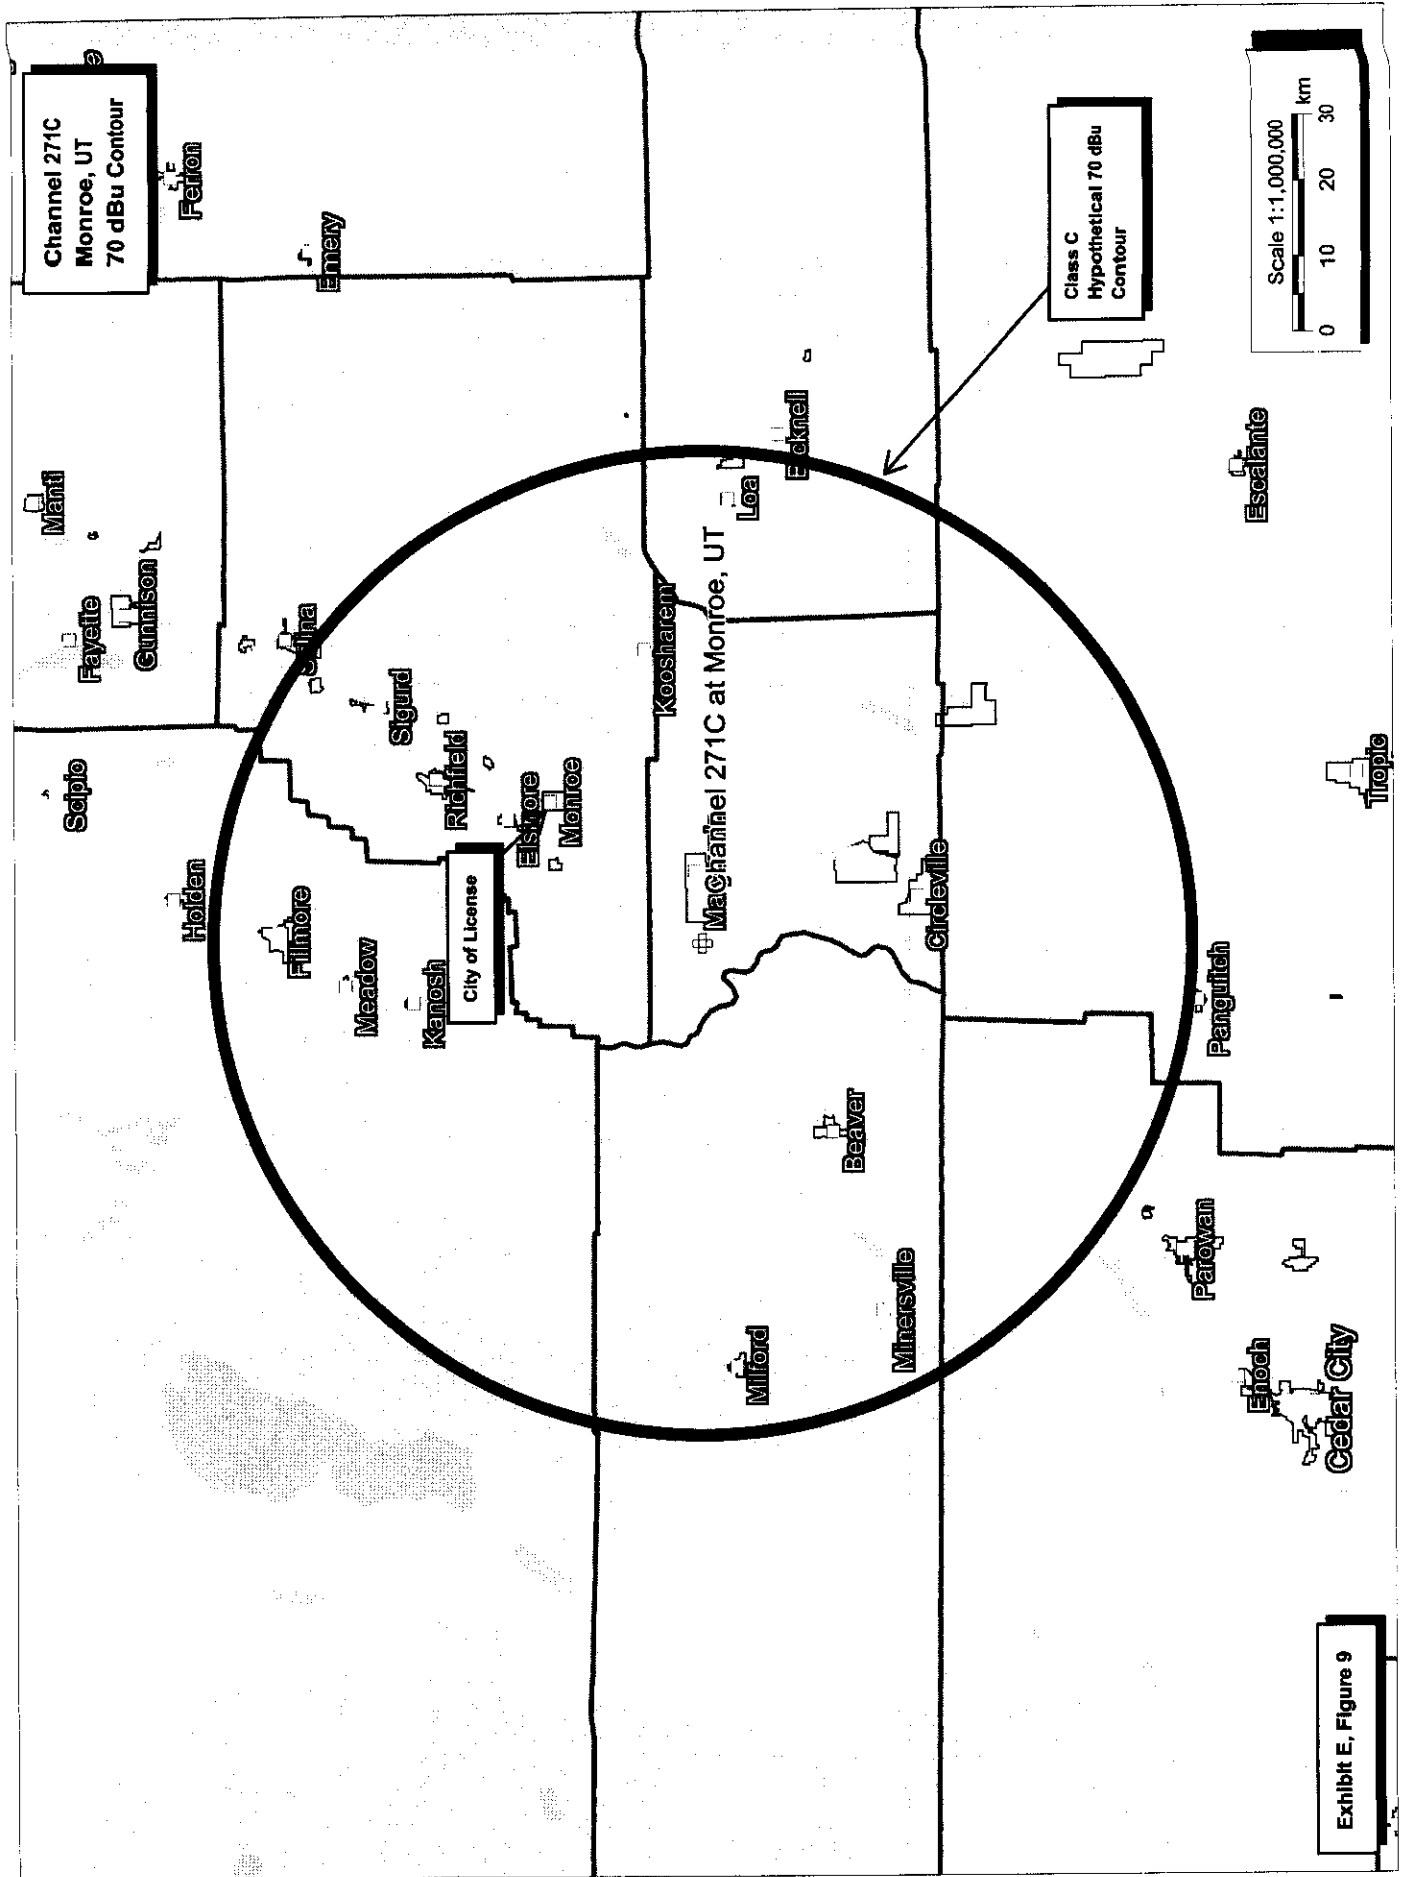 Channel 271C
Monroe, UT
70 dBu Contour
Manti
Scipio
Fayette
Gunnison
Ferron
Holden
Fillmore
Salina
Emery
Meadow
Sigurd
Kanosh
Richfield
City of License
Elsinore
Monroe
Koosharem
Channel 271C at Monroe, UT
Loa
Milford
Bicknell
Beaver
Minersville
Circleville
Class C
Hypothetical 70 dBu
Contour
Parowan
Panguitch
Enoch
Escalante
Cedar City
Tropic
Scale 1:1,000,000
0 10 20 30 km
Exhibit E, Figure 9